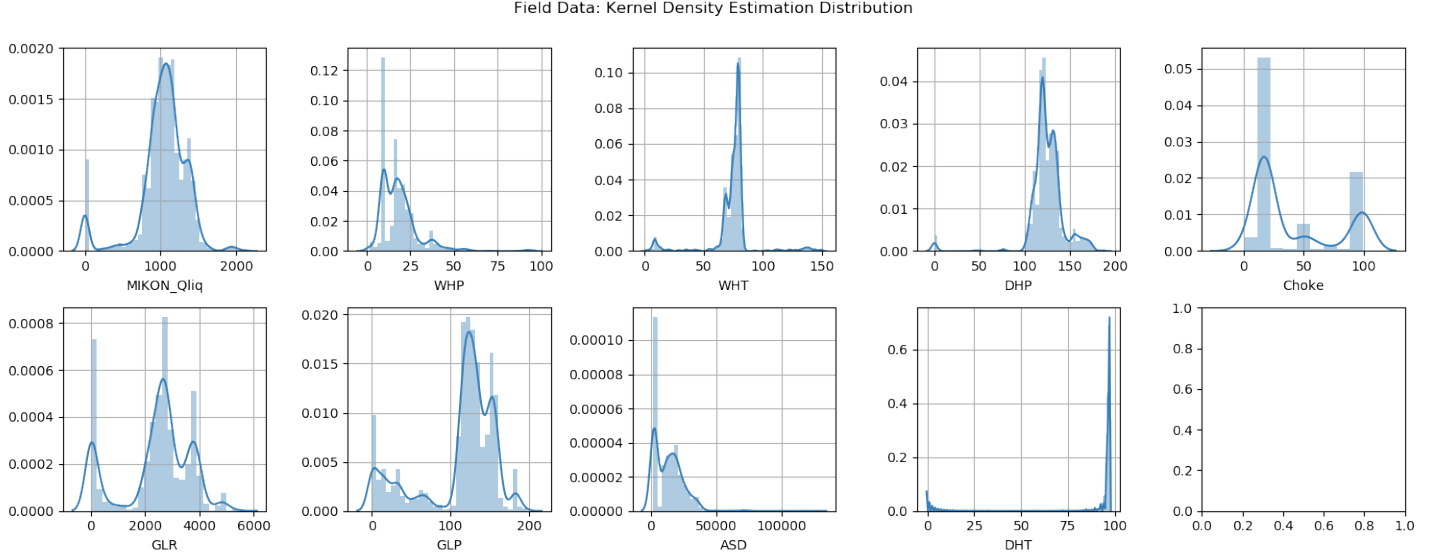 Field Data: Kernel Density Estimation Distribution
0.0020
0.0015
0.0010
0.0005
0.0000
0 1000 2000
MIKON_Qliq
0.12
0.10
0.08
0.06
0.04
0.02
0.00
0 25 50 75 100
WHP
0.10
0.08
0.06
0.04
0.02
0.00
0 50 100 150
WHT
0.04
0.03
0.02
0.01
0.00
0 50 100 150 200
DHP
0.05
0.04
0.03
0.02
0.01
0.00
0 50 100
Choke
0.0008
0.0006
0.0004
0.0002
0.0000
0 2000 4000 6000
GLR
0.020
0.015
0.010
0.005
0.000
0 100 200
GLP
0.00010
0.00008
0.00006
0.00004
0.00002
0.00000
0 50000 100000
ASD
0.6
0.4
0.2
0.0
0 25 50 75 100
DHT
1.0
0.8
0.6
0.4
0.2
0.0
0.0 0.2 0.4 0.6 0.8 1.0